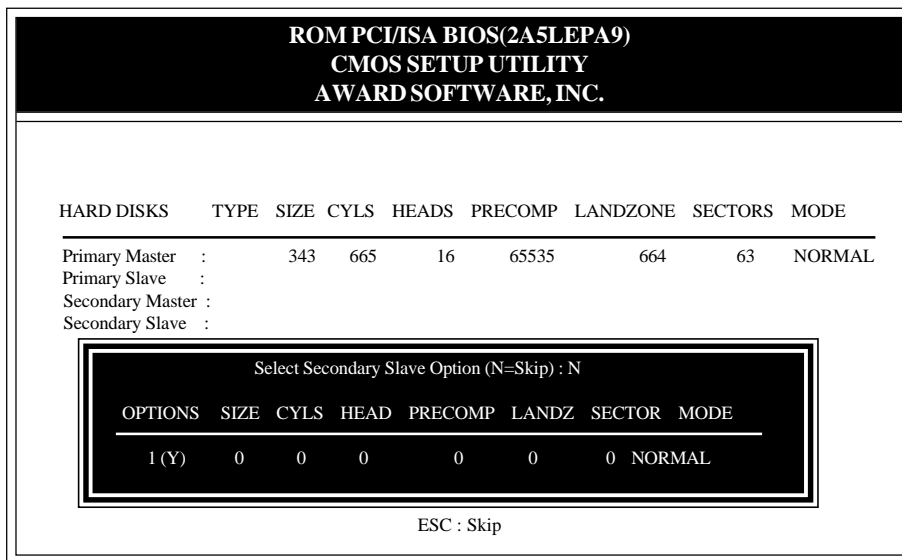 ROM PCI/ISA BIOS(2A5LEPA9)
CMOS SETUP UTILITY
AWARD SOFTWARE, INC.
HARD DISKS TYPE SIZE CYLS HEADS PRECOMP LANDZONE SECTORS MODE
Primary Master : 343 665 16 65535 664 63 NORMAL
Primary Slave :
Secondary Master :
Secondary Slave :
Select Secondary Slave Option (N=Skip) : N
OPTIONS SIZE CYLS HEAD PRECOMP LANDZ SECTOR MODE
1 (Y) 0 0 0 0 0 0 NORMAL
ESC : Skip